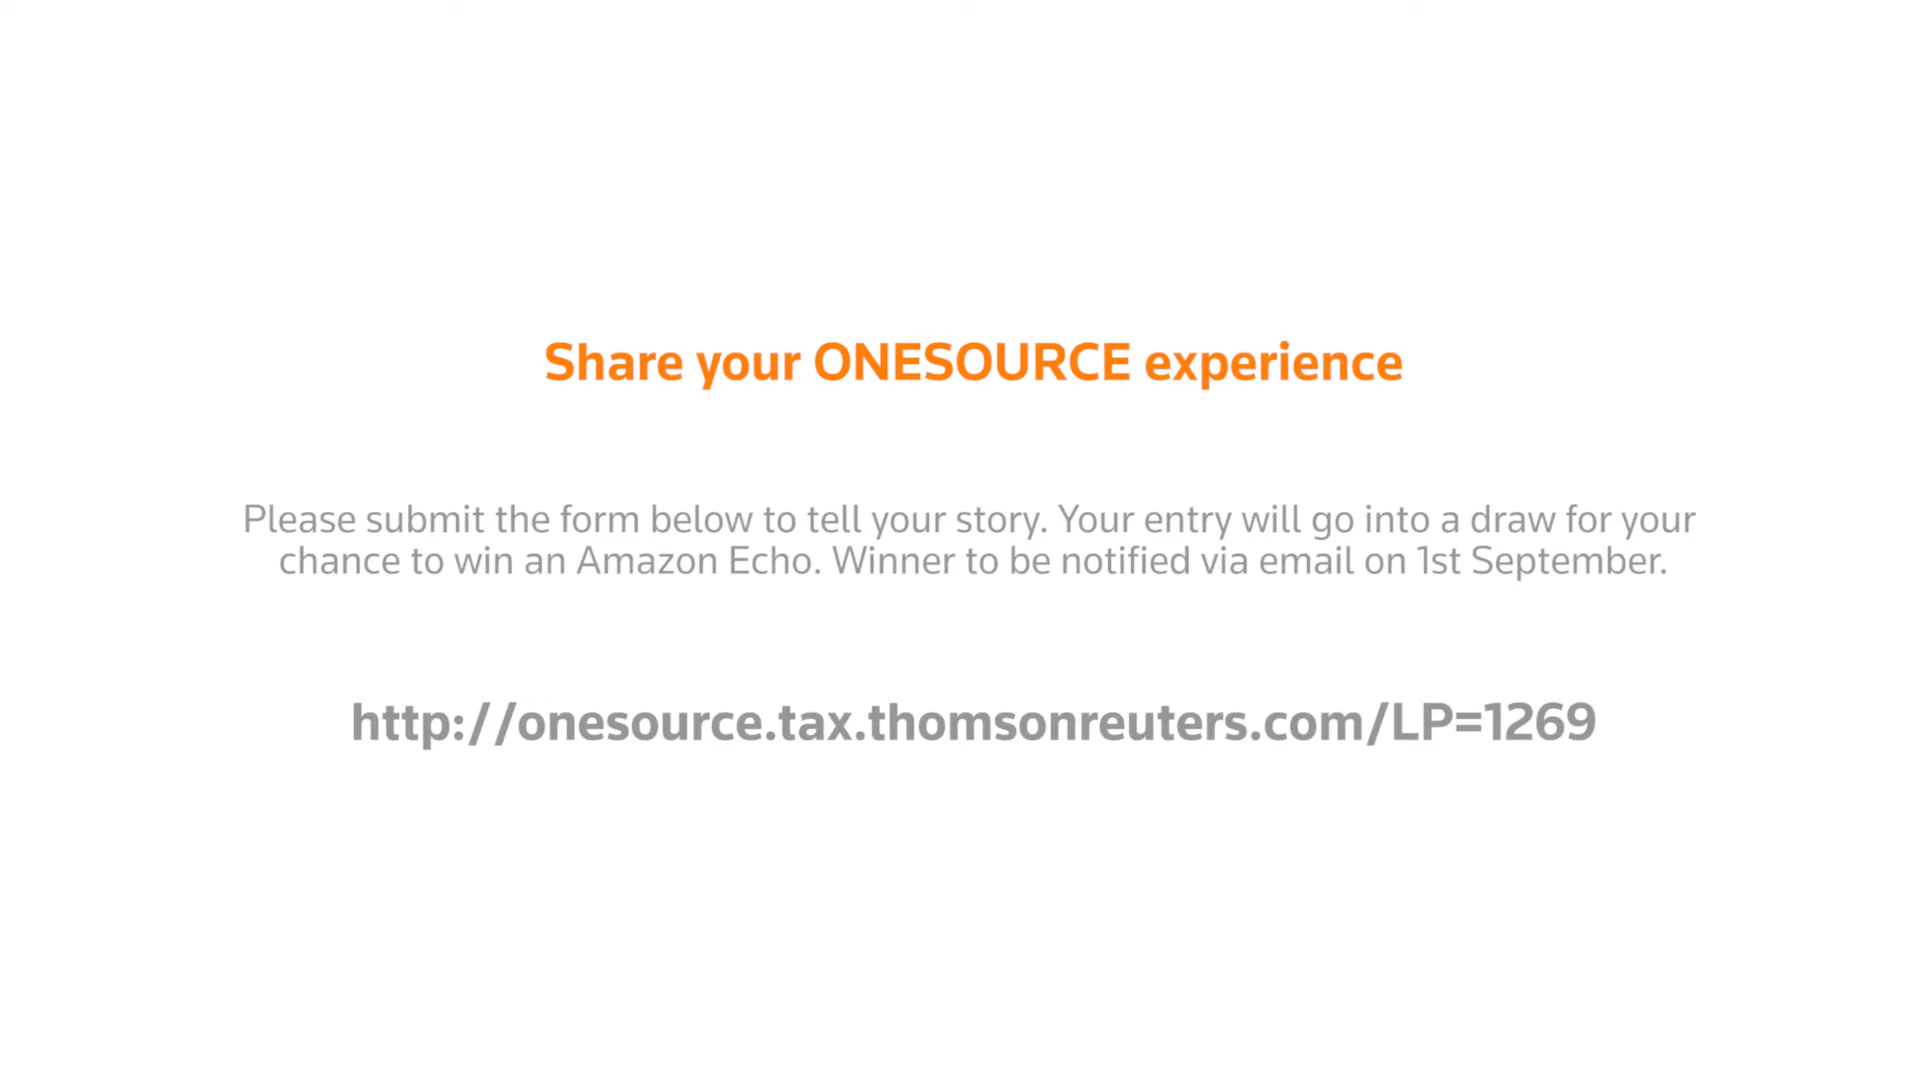 Share your ONESOURCE experience
Please submit the form below to tell your story. Your entry will go into a draw for your
chance to win an Amazon Echo. Winner to be notified via email on 1st September.
http://onesource.tax.thomsonreuters.com/LP=1269